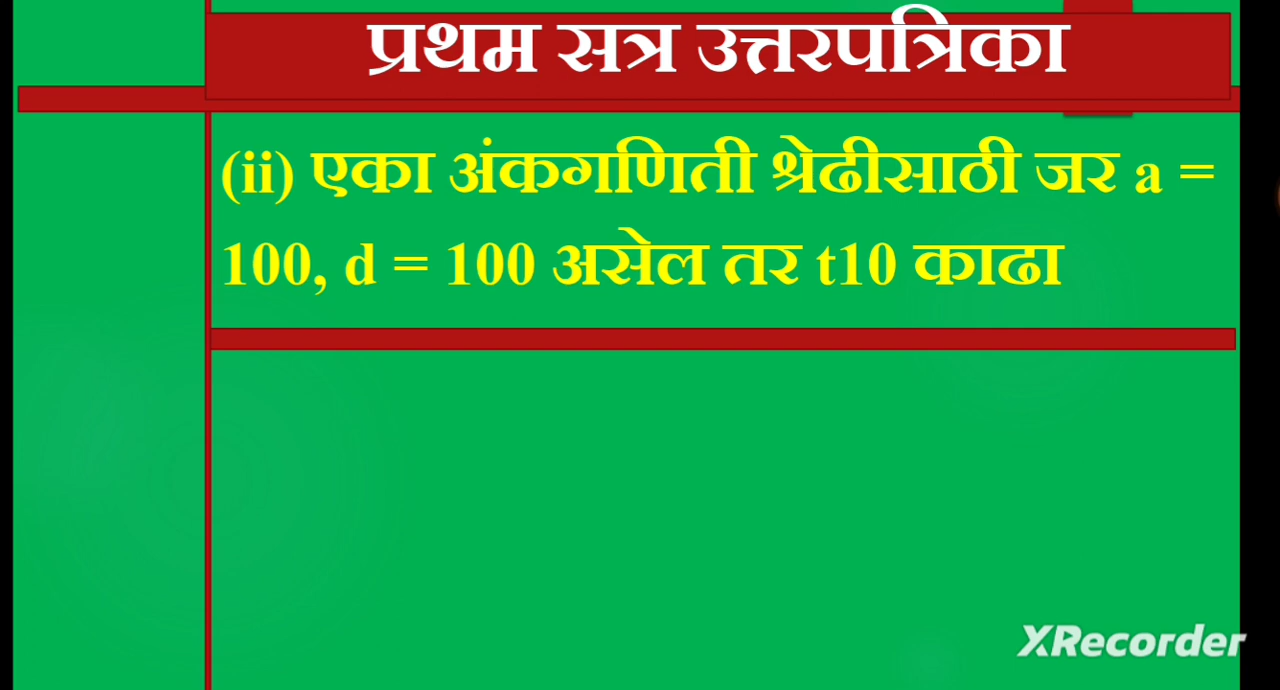 प्रथम सत्र उत्तरपत्रिका
(ii) एका अंकगणिती श्रेढीसाठी जर a =
100, d = 100 असेल तर t10 काढा
XRecorder